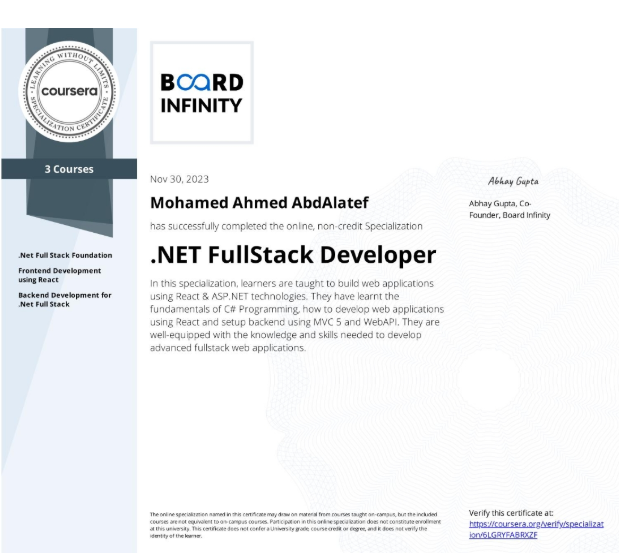 LEARNING WITHOUT LIMITS
coursera
SPECIALIZATION CERTIFICATE
3 Courses
.Net Full Stack Foundation
Frontend Development
using React
Backend Development for
.Net Full Stack
BOARD
INFINITY
Nov 30, 2023
Mohamed Ahmed AbdAlatef
has successfully completed the online, non-credit Specialization
.NET FullStack Developer
In this specialization, learners are taught to build web applications
using React & ASP.NET technologies. They have learnt the
fundamentals of C# Programming, how to develop web applications
using React and setup backend using MVC 5 and WebAPI. They are
well-equipped with the knowledge and skills needed to develop
advanced fullstack web applications.
Abhay Gupta
Abhay Gupta, Co-
Founder, Board Infinity
The online specialization named in this certificate may draw on material from courses taught on-campus, but the included
courses are not equivalent to on-campus courses. Participation in this online specialization does not constitute enrollment
at this university. This certificate does not confer a University grade, course credit or degree, and it does not verify the
identity of the learner.
Verify this certificate at:
https://coursera.org/verify/specializat
ion/6LGRYFABRXZF